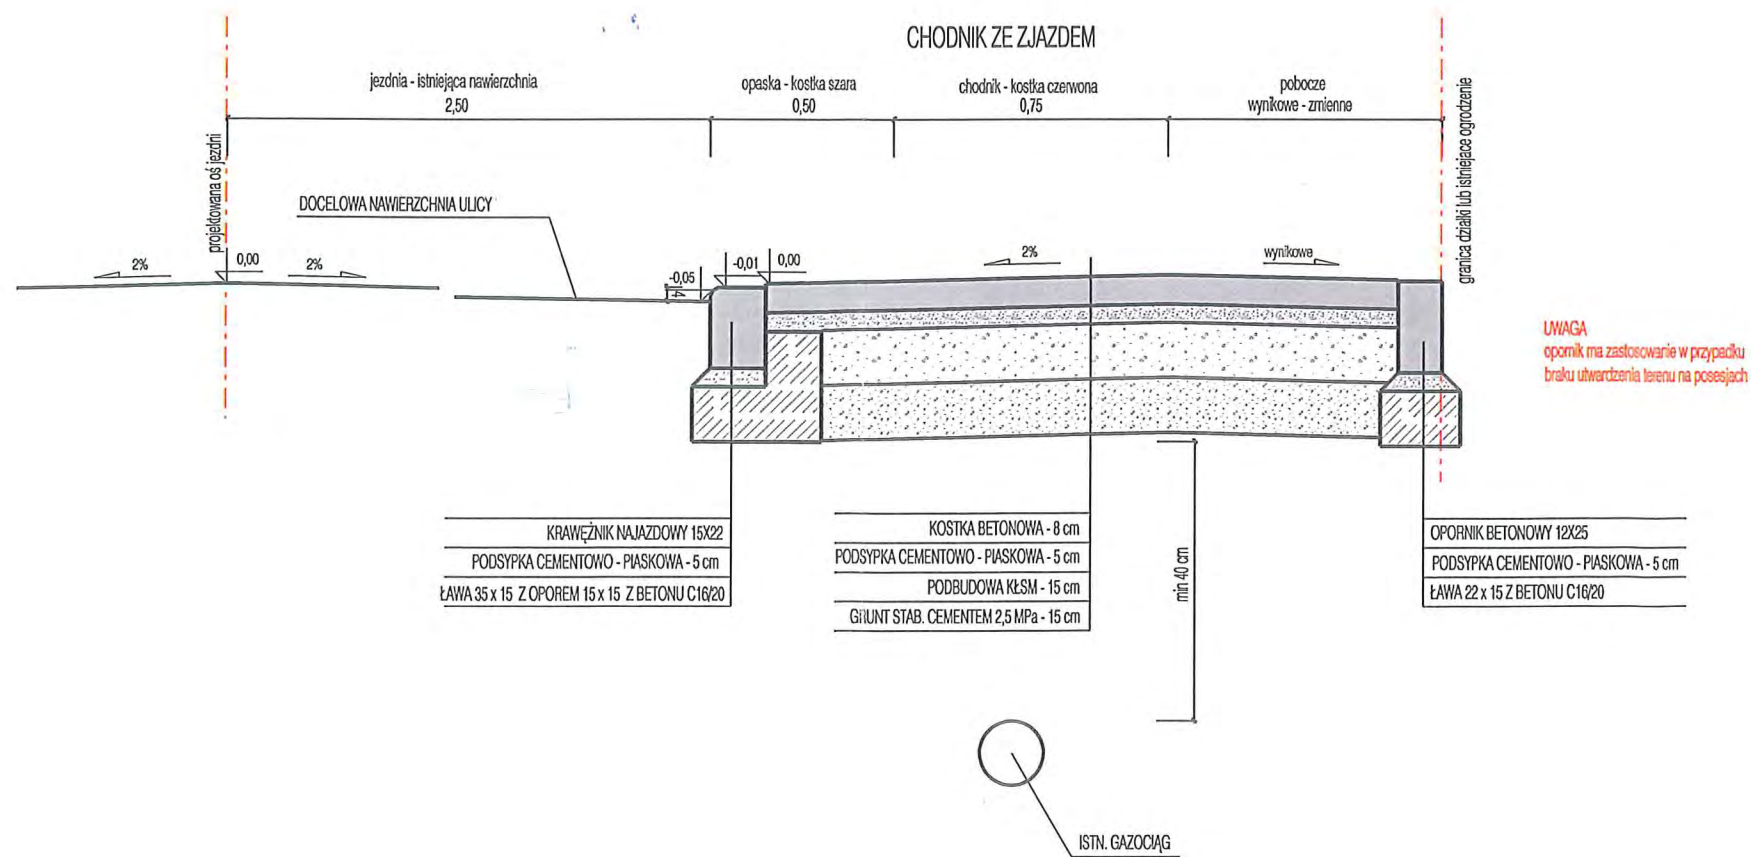 CHODNIK ZE ZJAZDEM
jezdnia - istniejąca nawierzchnia
2,50
opaska - kostka szara
0,50
chodnik - kostka czerwona
0,75
pobocze
wynikowe - zmienne
projektowana oś jezdni
granica działki lub istniejące ogrodzenie
DOCELOWA NAWIERZCHNIA ULICY
2%
0,00
2%
-0,05
4
-0,01
0,00
2%
wynikowe
UWAGA
opornik ma zastosowanie w przypadku
braku utwardzenia terenu na posesjach
KRAWĘŻNIK NAJAZDOWY 15X22
PODSYPKA CEMENTOWO - PIASKOWA - 5 cm
ŁAWA 35 x 15 Z OPOREM 15 x 15 Z BETONU C16/20
KOSTKA BETONOWA - 8 cm
PODSYPKA CEMENTOWO - PIASKOWA - 5 cm
PODBUDOWA KŁSM - 15 cm
GRUNT STAB. CEMENTEM 2,5 MPa - 15 cm
min 40 cm
OPORNIK BETONOWY 12X25
PODSYPKA CEMENTOWO - PIASKOWA - 5 cm
ŁAWA 22 x 15 Z BETONU C16/20
ISTN. GAZOCIĄG